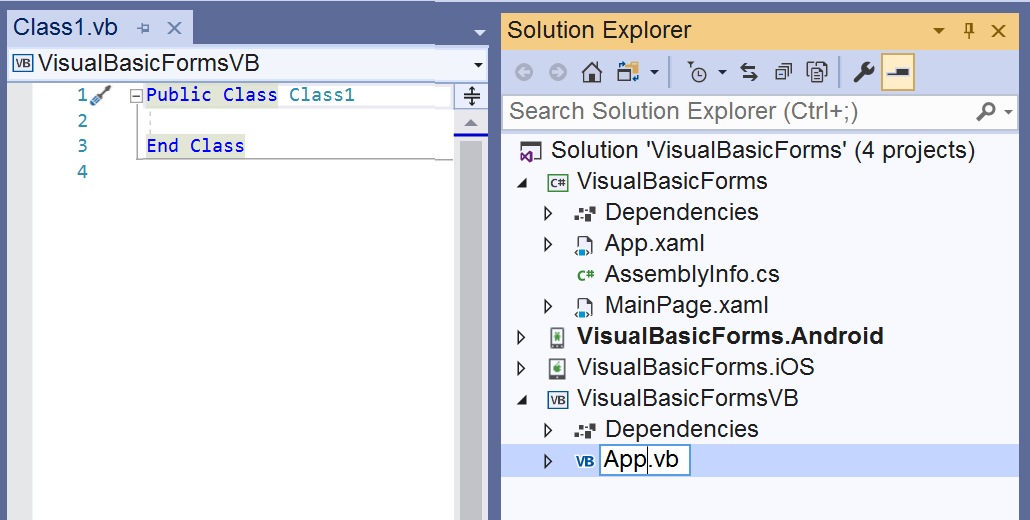 Class1.vb
VB VisualBasicFormsVB
1 Public Class Class1
2
3 End Class
4
Solution Explorer
Search Solution Explorer (Ctrl+;)
Solution 'VisualBasicForms' (4 projects)
C# VisualBasicForms
Dependencies
App.xaml
C# AssemblyInfo.cs
MainPage.xaml
VisualBasicForms.Android
VisualBasicForms.iOS
VB VisualBasicFormsVB
Dependencies
VB App.vb